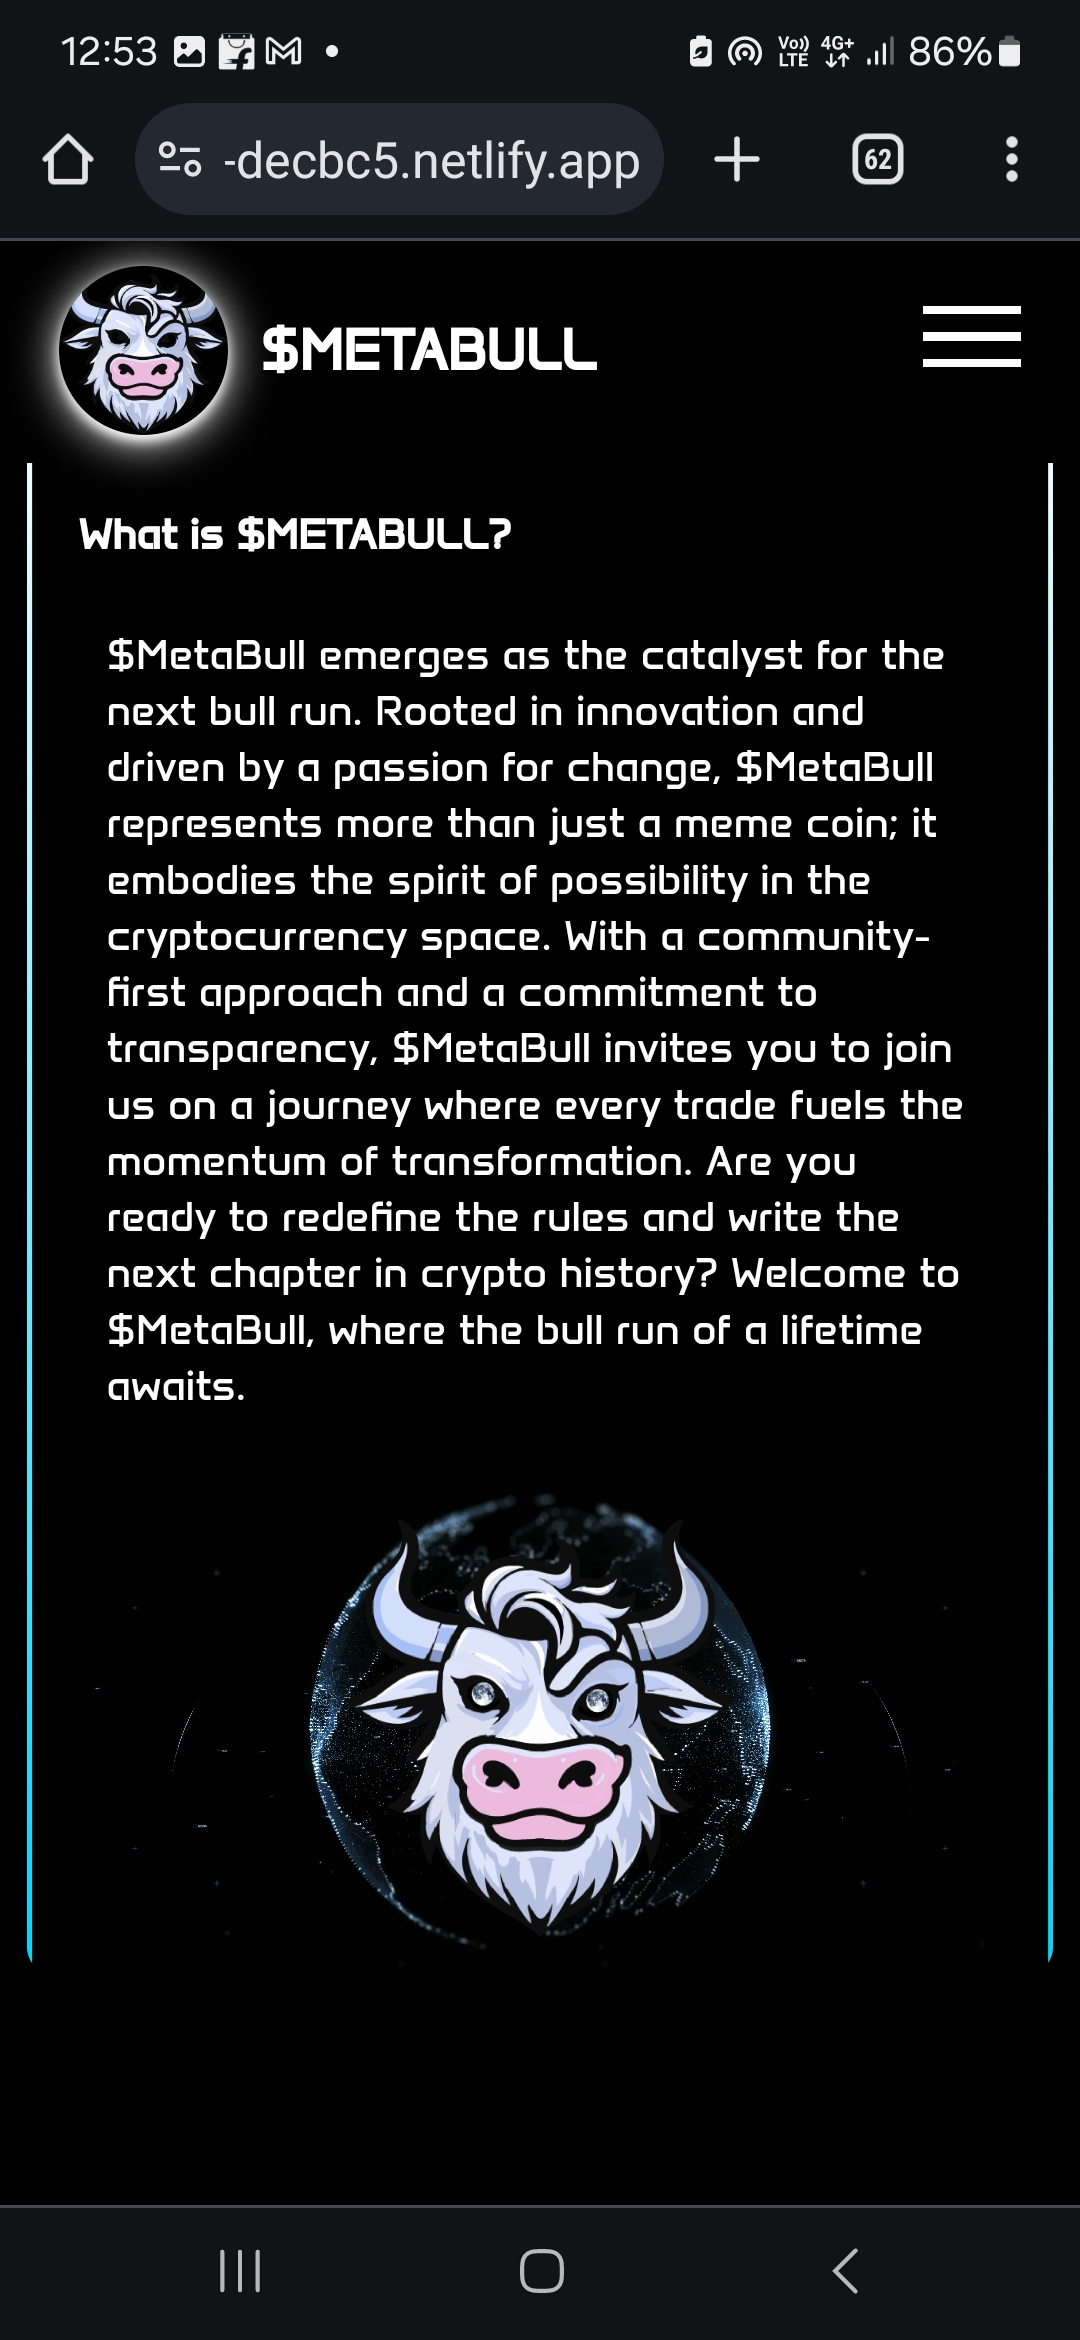 12:53
Vo)) LTE 4G+ 86%
-decbc5.netlify.app
62
$METABULL
What is $METABULL?
$MetaBull emerges as the catalyst for the
next bull run. Rooted in innovation and
driven by a passion for change, $MetaBull
represents more than just a meme coin; it
embodies the spirit of possibility in the
cryptocurrency space. With a community-
first approach and a commitment to
transparency, $MetaBull invites you to join
us on a journey where every trade fuels the
momentum of transformation. Are you
ready to redefine the rules and write the
next chapter in crypto history? Welcome to
$MetaBull, where the bull run of a lifetime
awaits.